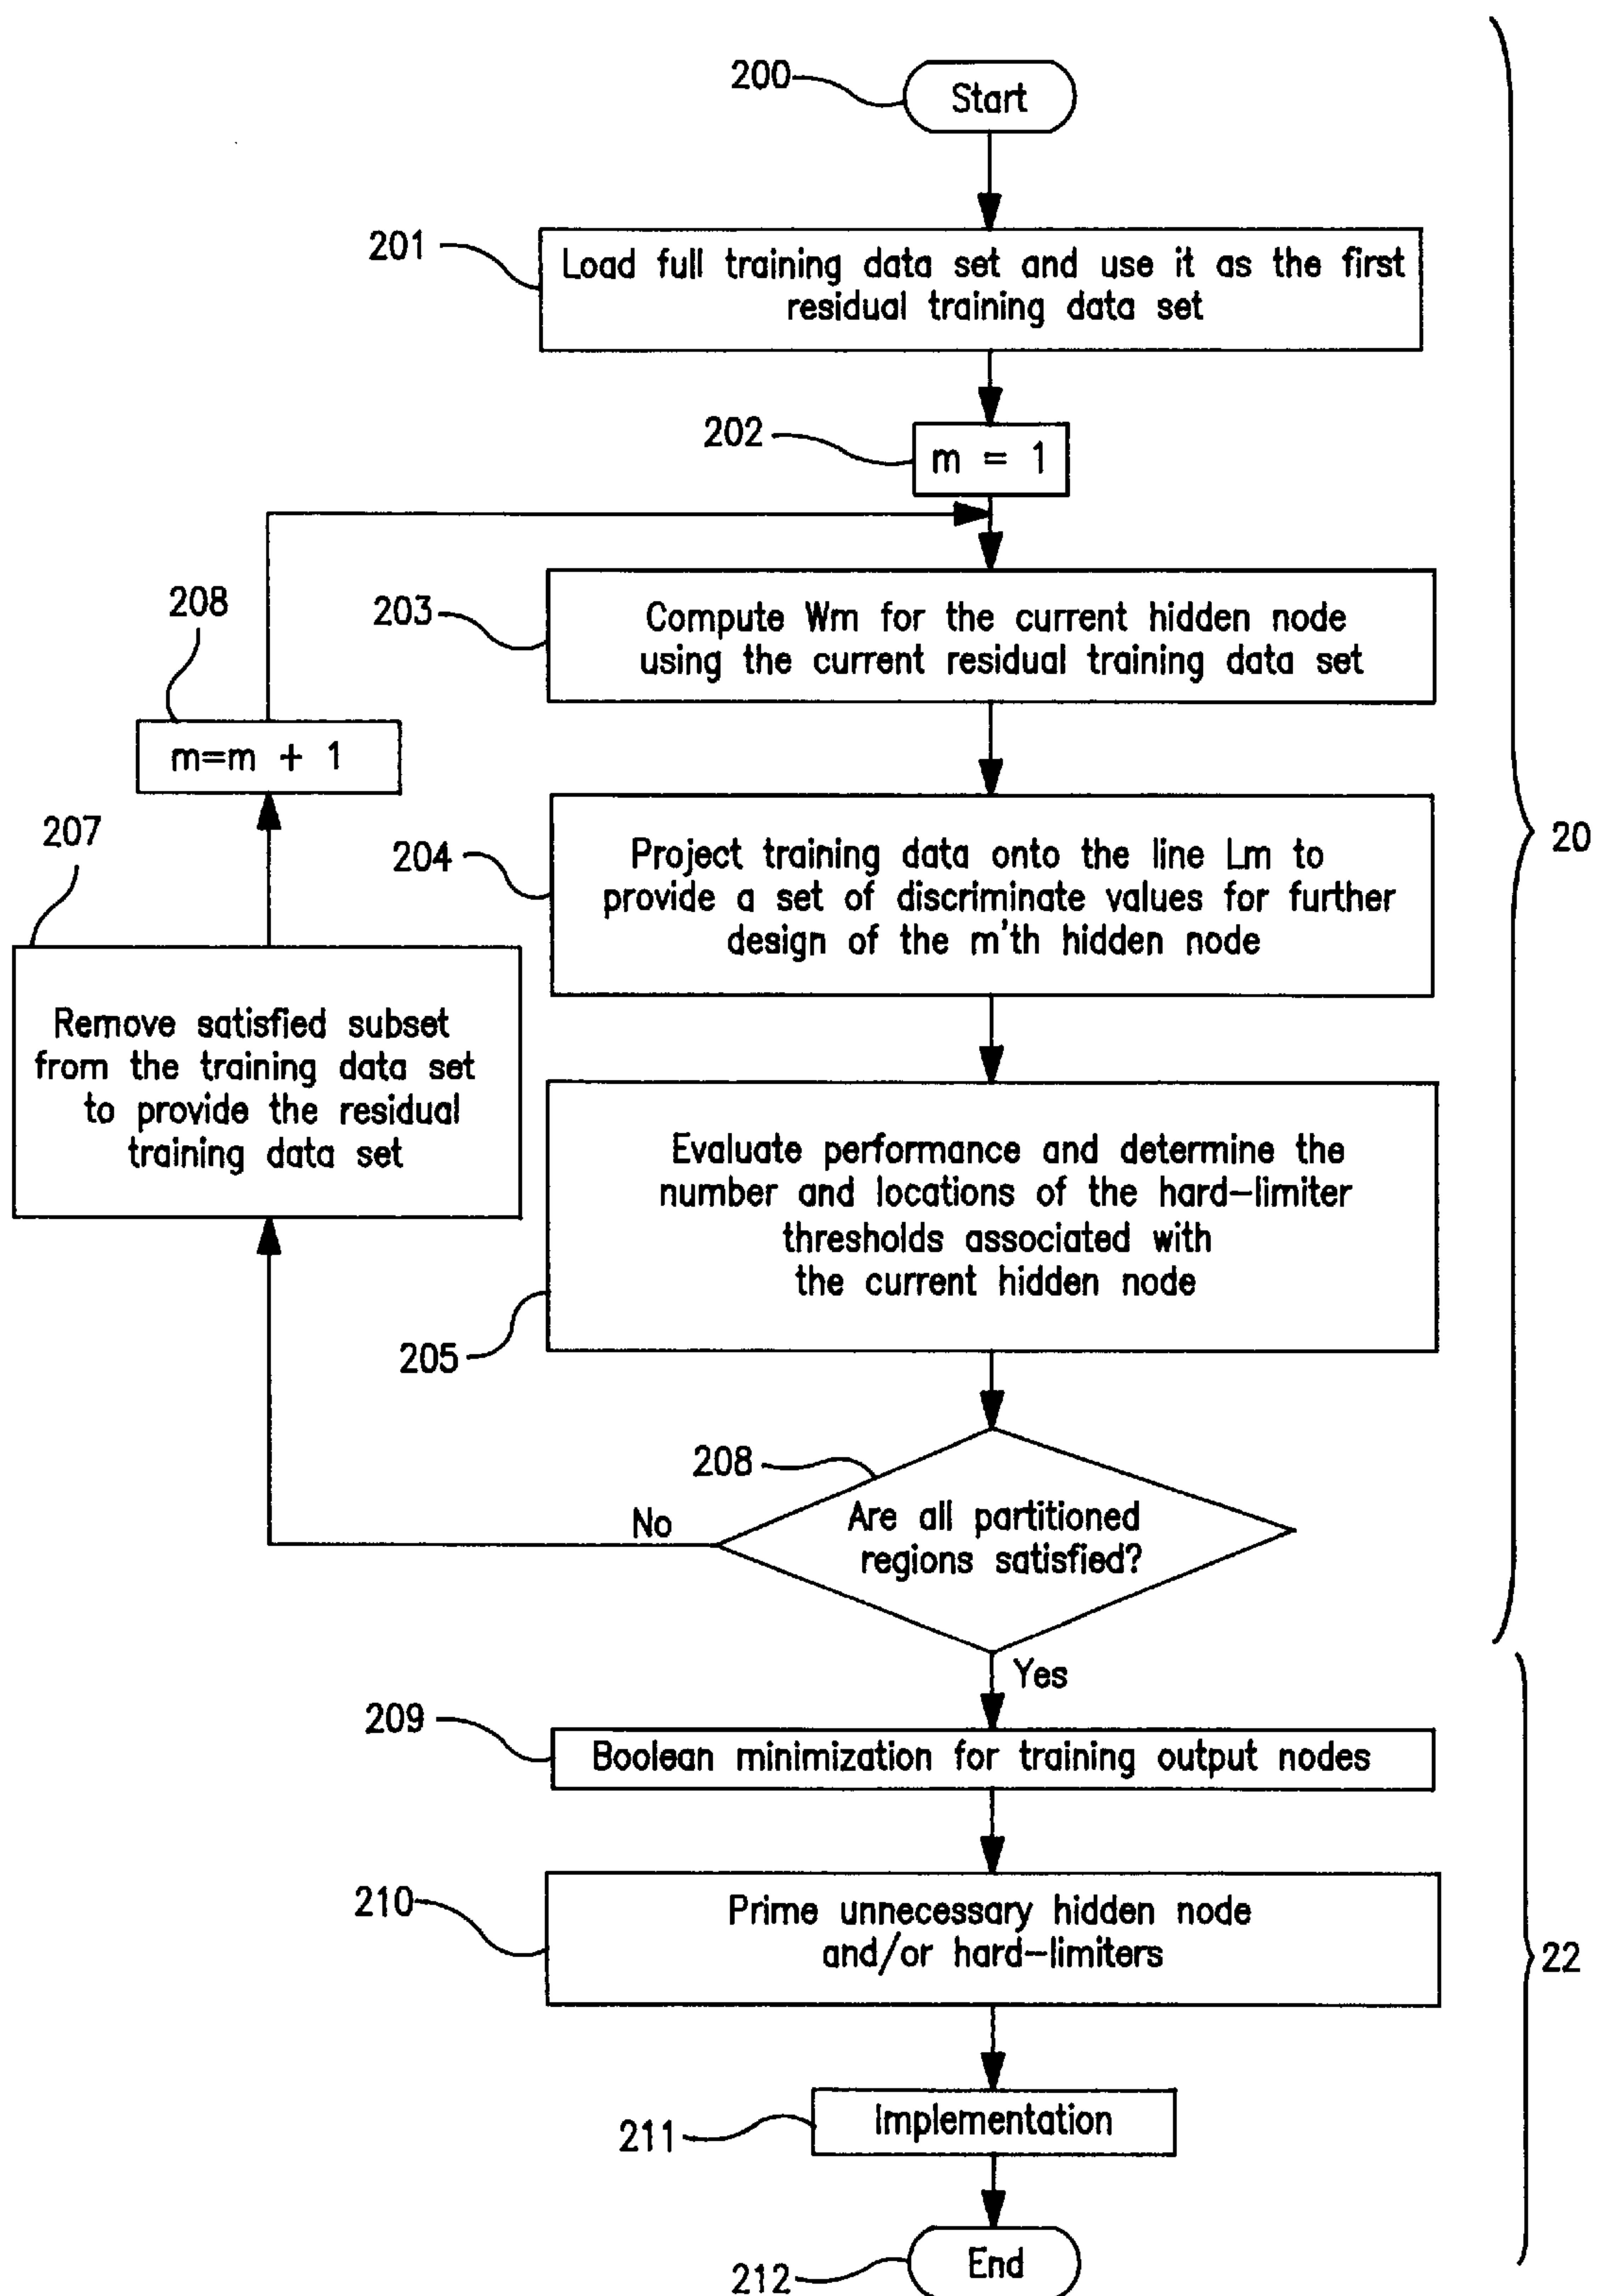 200
Start
201
Load full training data set and use it as the first
residual training data set
202
m = 1
208
m=m + 1
203
Compute Wm for the current hidden node
using the current residual training data set
204
Project training data onto the line Lm to
provide a set of discriminate values for further
design of the m'th hidden node
20
207
Remove satisfied subset
from the training data set
to provide the residual
training data set
Evaluate performance and determine the
number and locations of the hard-limiter
thresholds associated with
the current hidden node
205
208
Are all partitioned
regions satisfied?
No
Yes
209
Boolean minimization for training output nodes
210
Prime unnecessary hidden node
and/or hard-limiters
22
211
Implementation
212
End